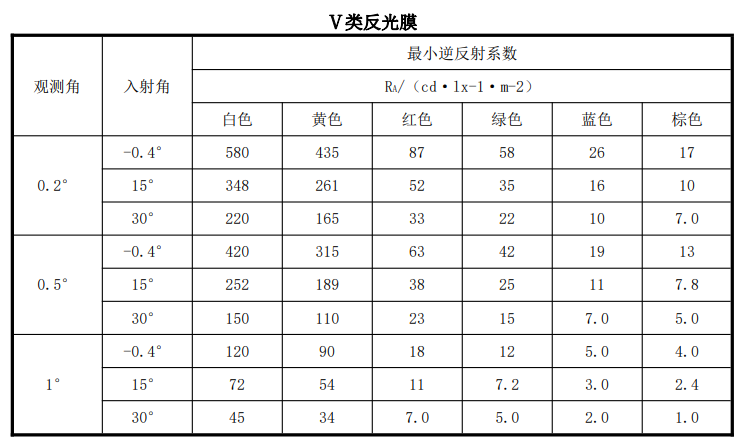 Ⅴ类反光膜
观测角 入射角 最小逆反射系数
RA/（cd·lx-1·m-2）
白色 黄色 红色 绿色 蓝色 棕色
0.2° -0.4° 580 435 87 58 26 17
15° 348 261 52 35 16 10
30° 220 165 33 22 10 7.0
0.5° -0.4° 420 315 63 42 19 13
15° 252 189 38 25 11 7.8
30° 150 110 23 15 7.0 5.0
1° -0.4° 120 90 18 12 5.0 4.0
15° 72 54 11 7.2 3.0 2.4
30° 45 34 7.0 5.0 2.0 1.0